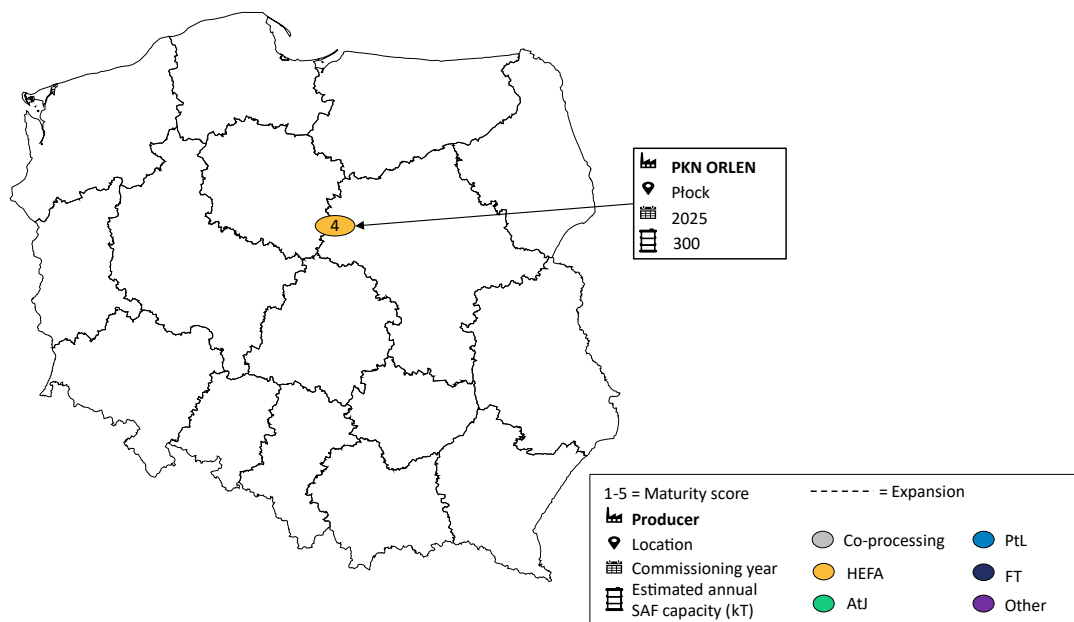 4
PKN ORLEN
Płock
2025
300
1-5 = Maturity score
Producer
Location
Commissioning year
Estimated annual
SAF capacity (kT)
= Expansion
Co-processing
HEFA
AtJ
PtL
FT
Other